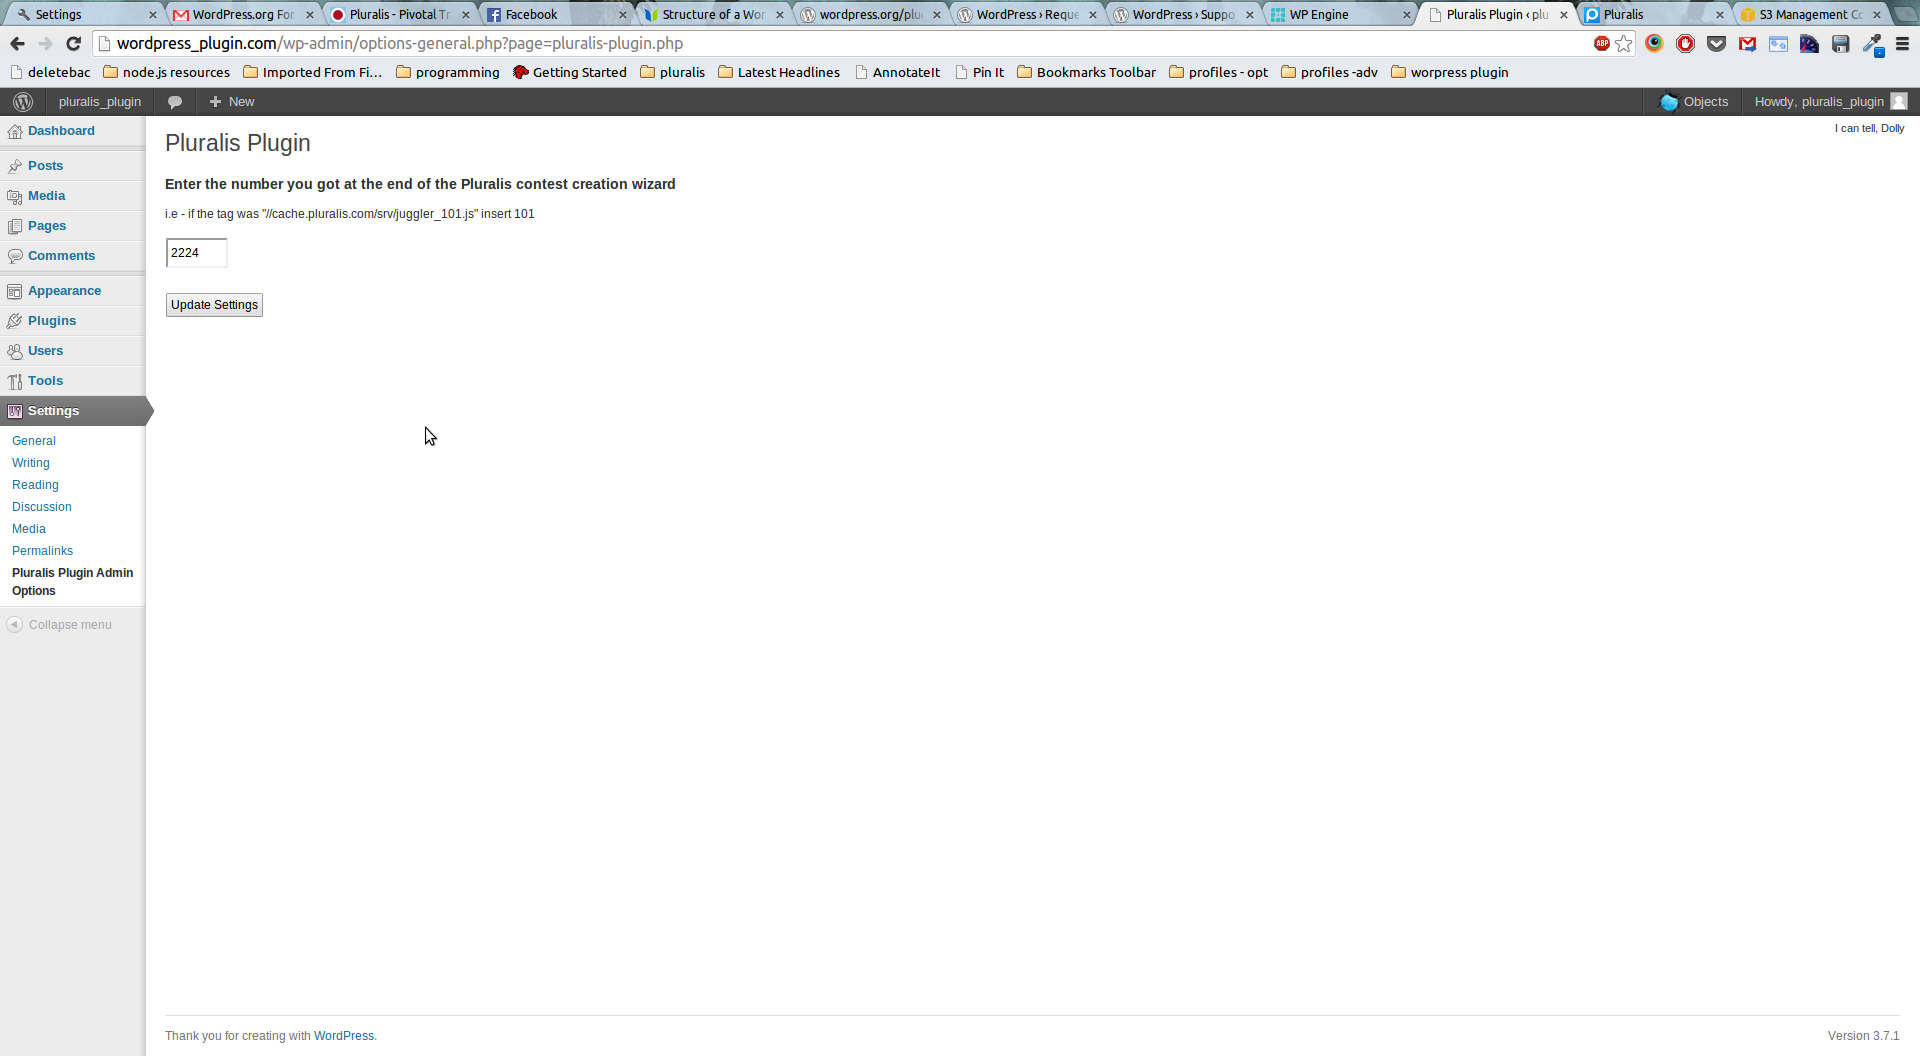 Settings
WordPress.org For
Pluralis - Pivotal Tr
Facebook
Structure of a Wor
wordpress.org/plu
WordPress › Reque
WordPress › Suppo
WP Engine
Pluralis Plugin ‹ plu
Pluralis
S3 Management Co
wordpress_plugin.com/wp-admin/options-general.php?page=pluralis-plugin.php
ABP
deletebac
node.js resources
Imported From Fi...
programming
Getting Started
pluralis
Latest Headlines
AnnotateIt
Pin It
Bookmarks Toolbar
profiles - opt
profiles -adv
worpress plugin
pluralis_plugin
New
Objects
Howdy, pluralis_plugin
I can tell, Dolly
Dashboard
Posts
Media
Pages
Comments
Appearance
Plugins
Users
Tools
Settings
General
Writing
Reading
Discussion
Media
Permalinks
Pluralis Plugin Admin
Options
Collapse menu
Pluralis Plugin
Enter the number you got at the end of the Pluralis contest creation wizard
i.e - if the tag was "//cache.pluralis.com/srv/juggler_101.js" insert 101
2224
Update Settings
Thank you for creating with WordPress.
Version 3.7.1